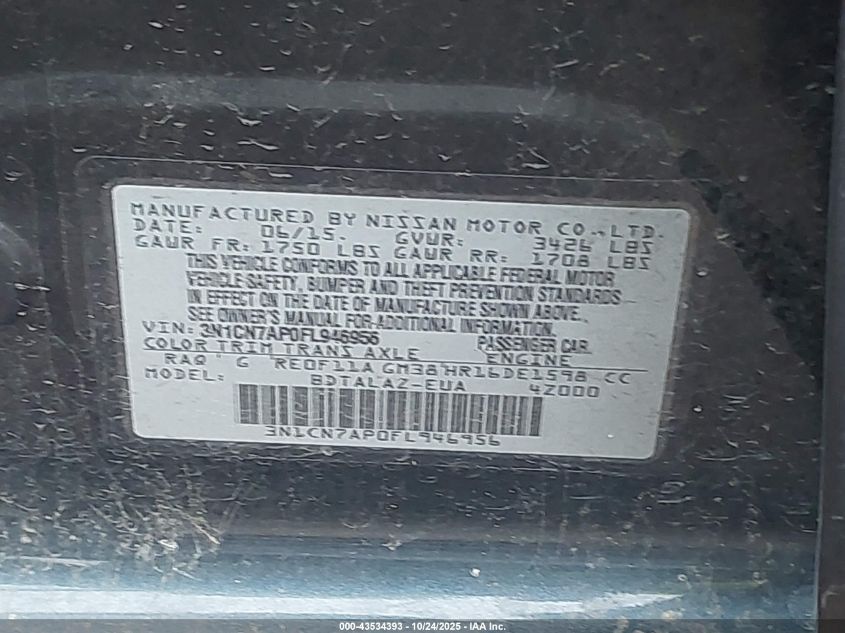 MANUFACTURED BY NISSAN MOTOR CO.,LTD.
DATE: 06/15. GVWR: 3426 LBS
GAWR FR: 1750 LBS GAWR RR: 1708 LBS
THIS VEHICLE CONFORMS TO ALL APPLICABLE FEDERAL MOTOR
VEHICLE SAFETY, BUMPER AND THEFT PREVENTION STANDARDS
IN EFFECT ON THE DATE OF MANUFACTURE SHOWN ABOVE.
SEE OWNER'S MANUAL FOR ADDITIONAL INFORMATION.
VIN: 3N1CN7AP0FL946956 PASSENGER CAR
COLOR TRIM TRANS AXLE ENGINE
RAQ G RE0F11A GM38 HR16DE1598 CC
MODEL: BDTALAZ-EUA 4Z000
3N1CN7AP0FL946956
000-43534393 - 10/24/2025 - IAA Inc.